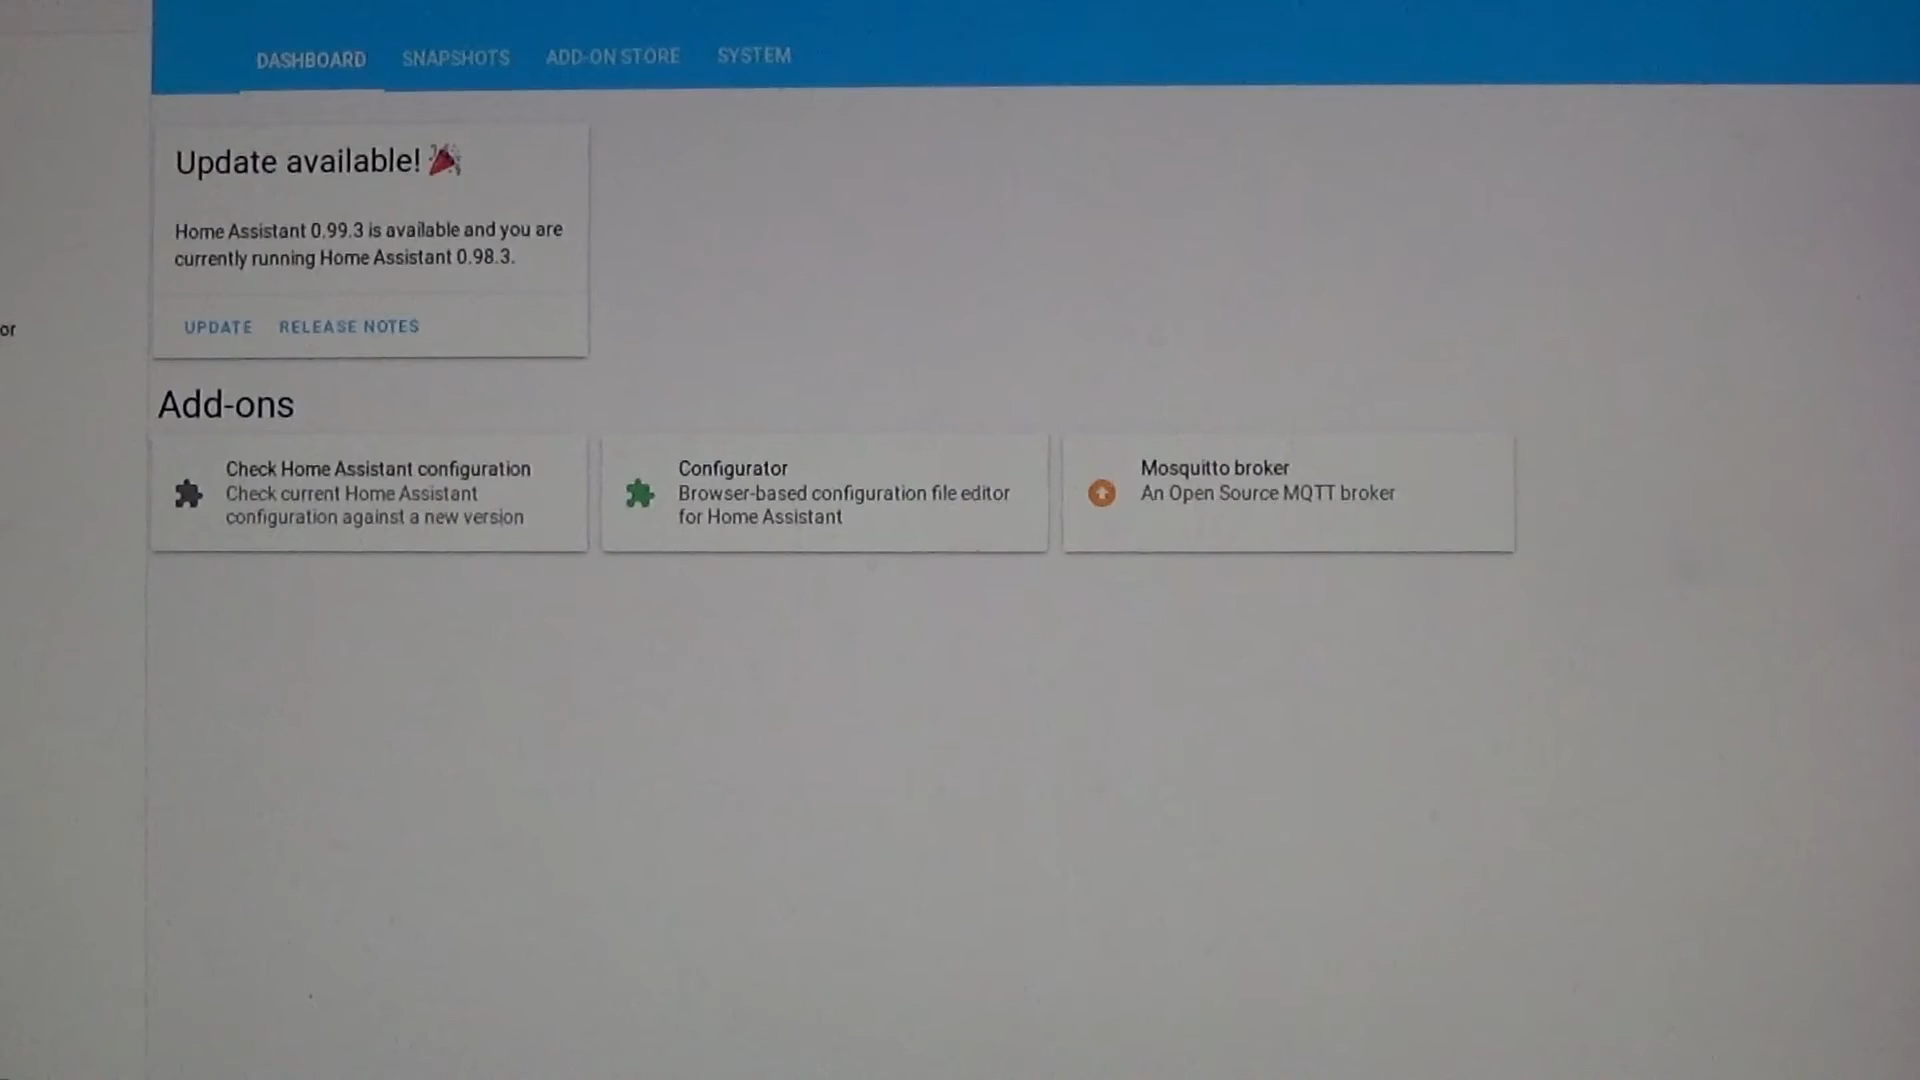 DASHBOARD SNAPSHOTS ADD-ON STORE SYSTEM
Update available!
Home Assistant 0.99.3 is available and you are
currently running Home Assistant 0.98.3.
UPDATE RELEASE NOTES
or
Add-ons
Check Home Assistant configuration
Check current Home Assistant
configuration against a new version
Configurator
Browser-based configuration file editor
for Home Assistant
Mosquitto broker
An Open Source MQTT broker